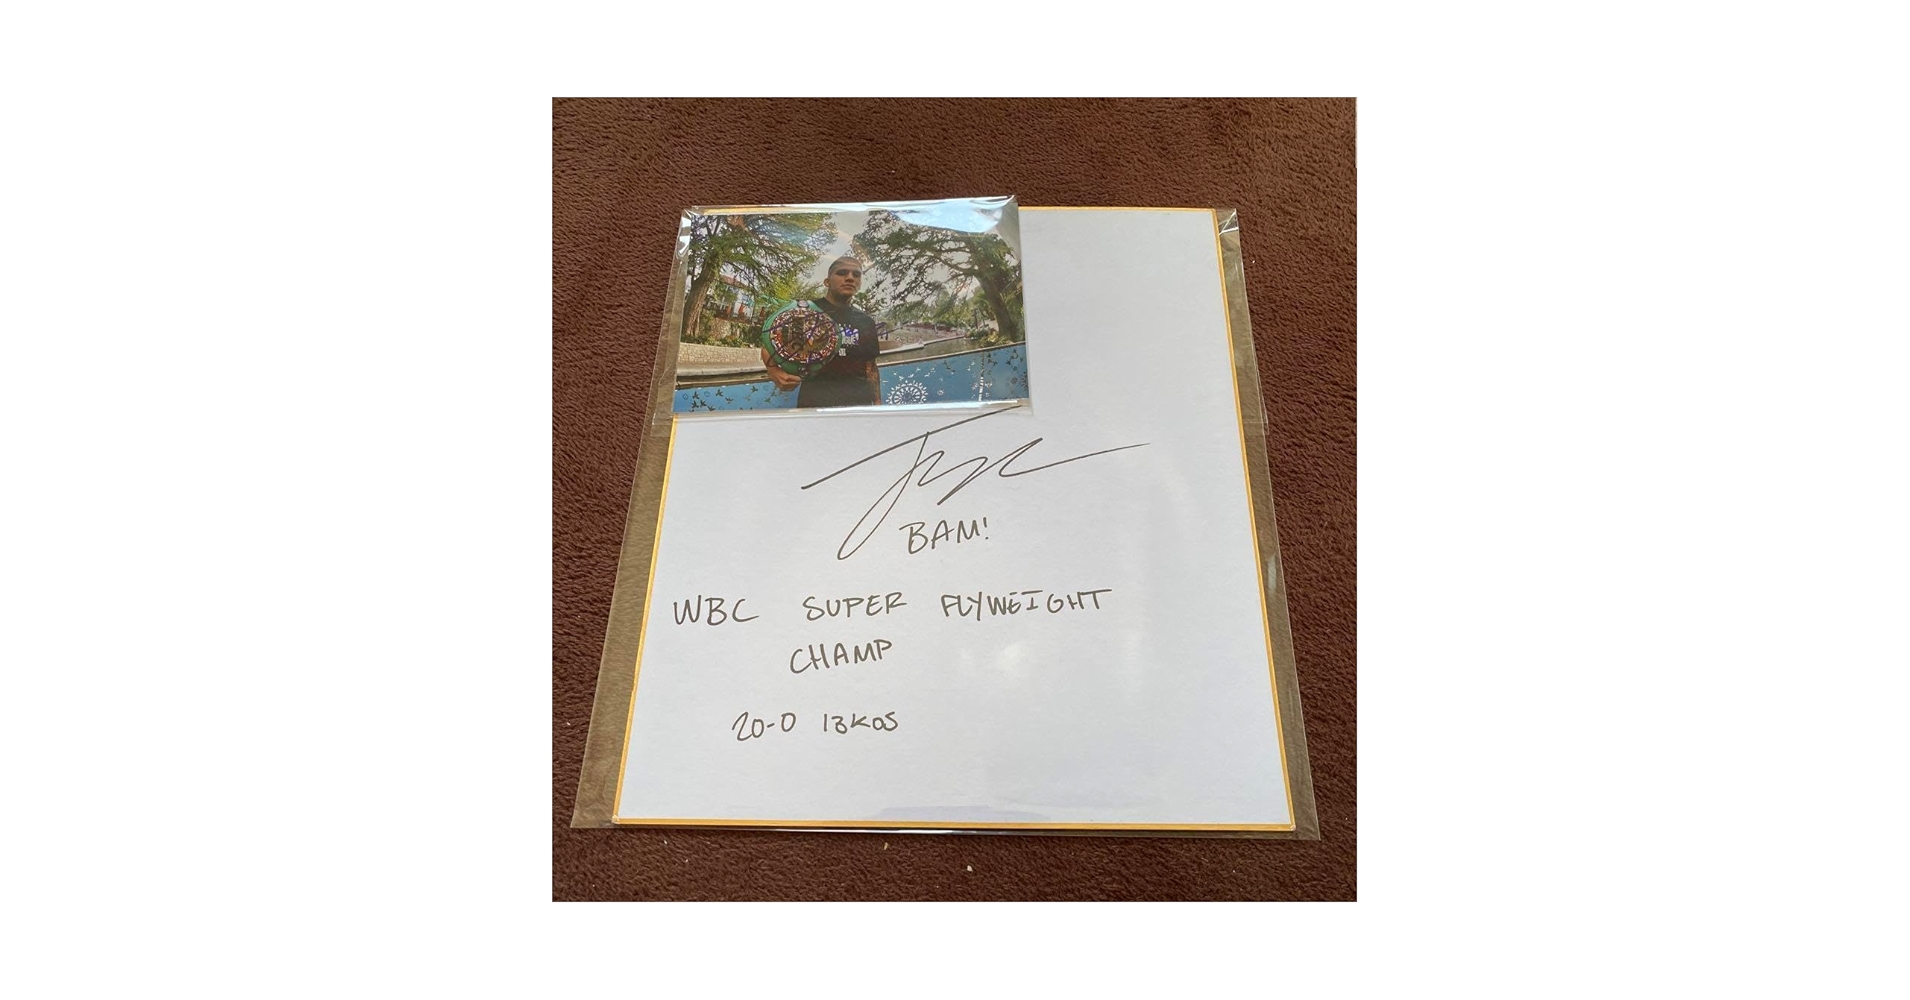 BAM!
WBC SUPER FLYWEIGHT
CHAMP
20-0 13KOS